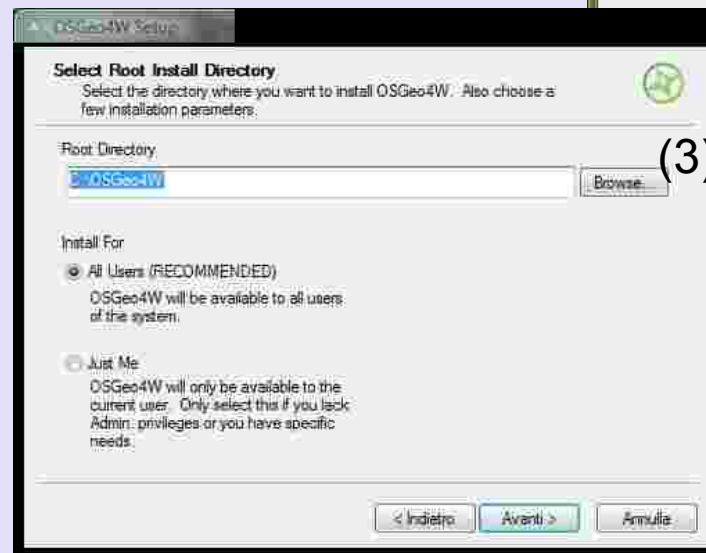 OSGeo4W Setup
Select Root Install Directory
Select the directory where you want to install OSGeo4W. Also choose a
few installation parameters.
Root Directory
C:\OSGeo4W
Browse...
(3)
Install For
All Users (RECOMMENDED)
OSGeo4W will be available to all users
of the system.
Just Me
OSGeo4W will only be available to the
current user. Only select this if you lack
Admin. privileges or you have specific
needs.
< Indietro
Avanti >
Annulla